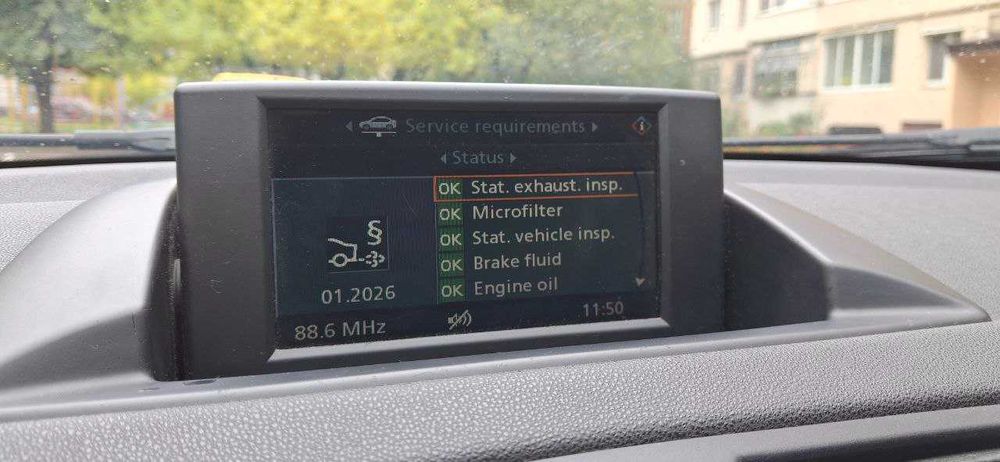 Service requirements
Status
OK Stat. exhaust. insp.
OK Microfilter
OK Stat. vehicle insp.
OK Brake fluid
OK Engine oil
§
01.2026
88.6 MHz
11:50